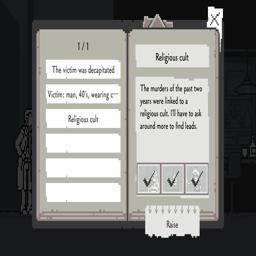 1 / 1
The victim was decapitated
Victim: man, 40's, wearing c···
Religious cult
Religious cult
The murders of the past two
years were linked to a
religious cult. I'll have to ask
around more to find leads.
Raise